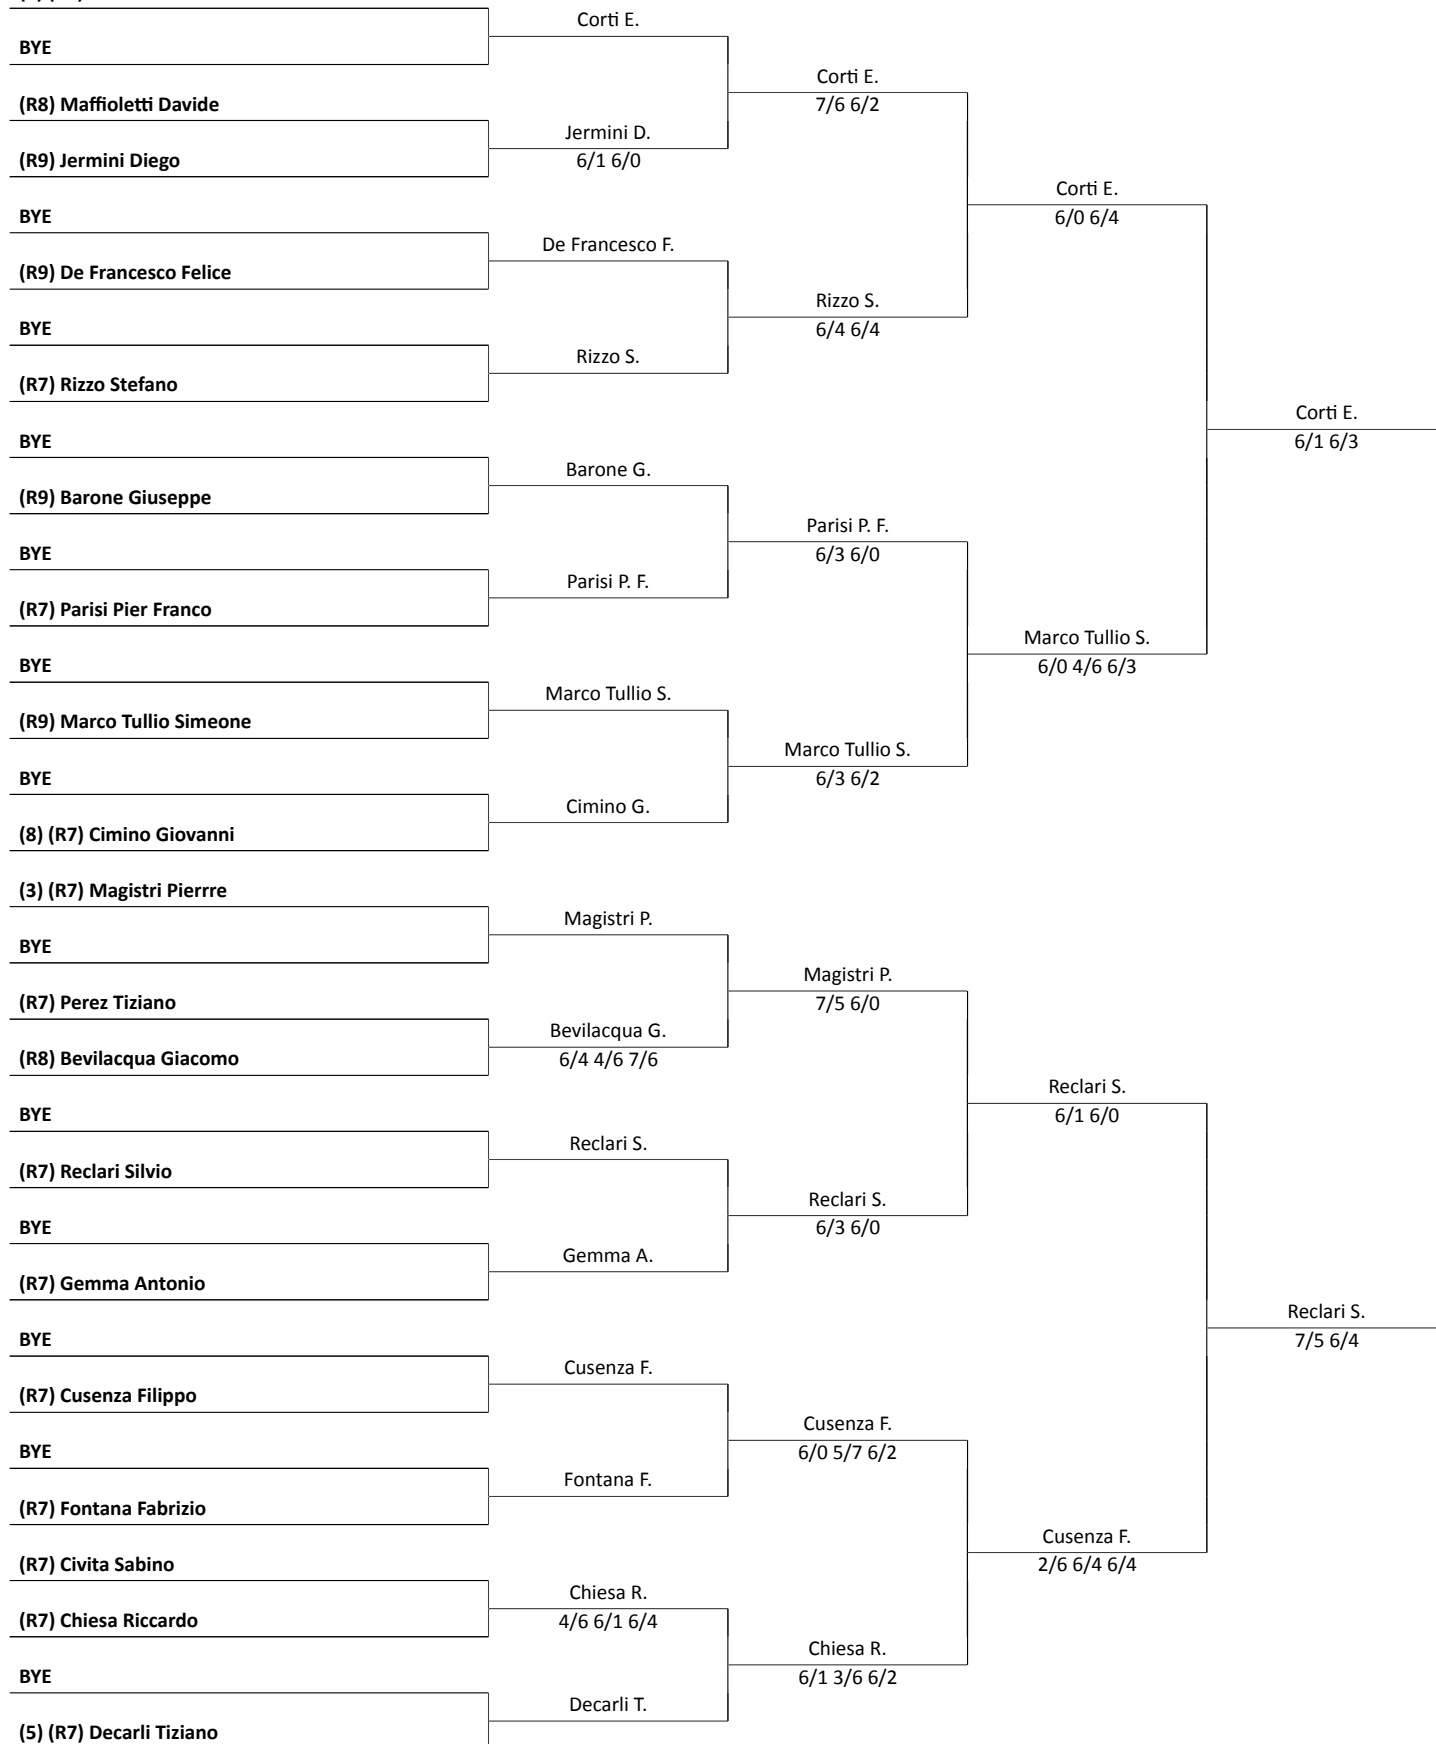 Corti E.
BYE
Corti E.
(R8) Maffioletti Davide
7/6 6/2
Jermini D.
(R9) Jermini Diego
6/1 6/0
Corti E.
BYE
6/0 6/4
De Francesco F.
(R9) De Francesco Felice
Rizzo S.
BYE
6/4 6/4
Rizzo S.
(R7) Rizzo Stefano
Corti E.
BYE
6/1 6/3
Barone G.
(R9) Barone Giuseppe
Parisi P. F.
BYE
6/3 6/0
Parisi P. F.
(R7) Parisi Pier Franco
Marco Tullio S.
BYE
6/0 4/6 6/3
Marco Tullio S.
(R9) Marco Tullio Simeone
Marco Tullio S.
BYE
6/3 6/2
Cimino G.
(8) (R7) Cimino Giovanni
(3) (R7) Magistri Pierrre
Magistri P.
BYE
Magistri P.
(R7) Perez Tiziano
7/5 6/0
Bevilacqua G.
(R8) Bevilacqua Giacomo
6/4 4/6 7/6
Reclari S.
BYE
6/1 6/0
Reclari S.
(R7) Reclari Silvio
Reclari S.
BYE
6/3 6/0
Gemma A.
(R7) Gemma Antonio
Reclari S.
BYE
7/5 6/4
Cusenza F.
(R7) Cusenza Filippo
Cusenza F.
BYE
6/0 5/7 6/2
Fontana F.
(R7) Fontana Fabrizio
Cusenza F.
(R7) Civita Sabino
2/6 6/4 6/4
Chiesa R.
(R7) Chiesa Riccardo
4/6 6/1 6/4
Chiesa R.
BYE
6/1 3/6 6/2
Decarli T.
(5) (R7) Decarli Tiziano